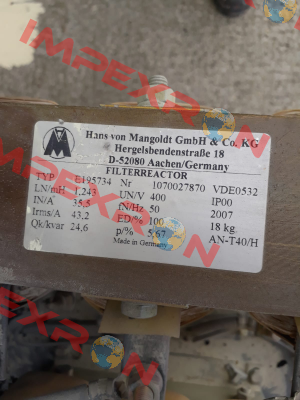 IMPEXRON
Hans von Mangoldt GmbH & Co. KG
Hergelsbendenstraße 18
D-52080 Aachen/Germany
FILTERREACTOR
TYP E195734 Nr 1070027870 VDE0532
LN/mH 1,243 UN/V 400 IP00
IN/A 35,5 fN/Hz 50 2007
Irms/A 43,2 ED/% 100 18 kg
Qk/kvar 24,6 p/% 5,67 AN-T40/H
Made in Germany
IMPEXRON